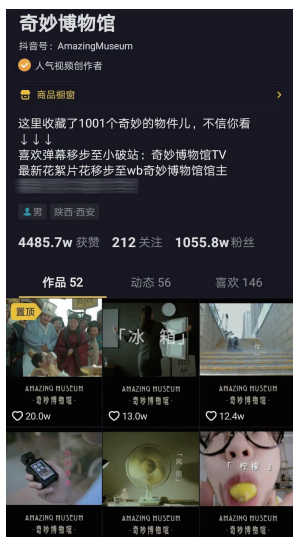 奇妙博物馆
抖音号：AmazingMuseum
人气视频创作者
商品橱窗
这里收藏了1001个奇妙的物件儿，不信你看
↓↓↓
喜欢弹幕移步至小破站：奇妙博物馆TV
最新花絮片花移步至wb奇妙博物馆馆主
男 陕西·西安
4485.7w 获赞 212 关注 1055.8w 粉丝
作品 52 动态 56 喜欢 146
置顶
「冰 箱」
AMAZING MUSEUM AMAZING MUSEUM AMAZING MUSEUM
·奇妙博物馆· ·奇妙博物馆· ·奇妙博物馆·
20.0w 13.0w 12.4w
「风扇」
「柠檬」
AMAZING MUSEUM AMAZING MUSEUM AMAZING MUSEUM
·奇妙博物馆· ·奇妙博物馆· ·奇妙博物馆·